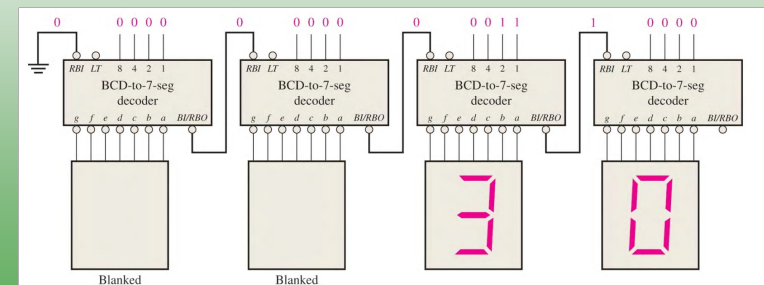 0 0 0 0 0 0 0 0 0 0 0 0 0 1 1 1 0 0 0 0
RBI LT 8 4 2 1 RBI LT 8 4 2 1 RBI LT 8 4 2 1 RBI LT 8 4 2 1
BCD-to-7-seg BCD-to-7-seg BCD-to-7-seg BCD-to-7-seg
decoder decoder decoder decoder
g f e d c b a BI/RBO g f e d c b a BI/RBO g f e d c b a BI/RBO g f e d c b a BI/RBO
3 0
Blanked Blanked